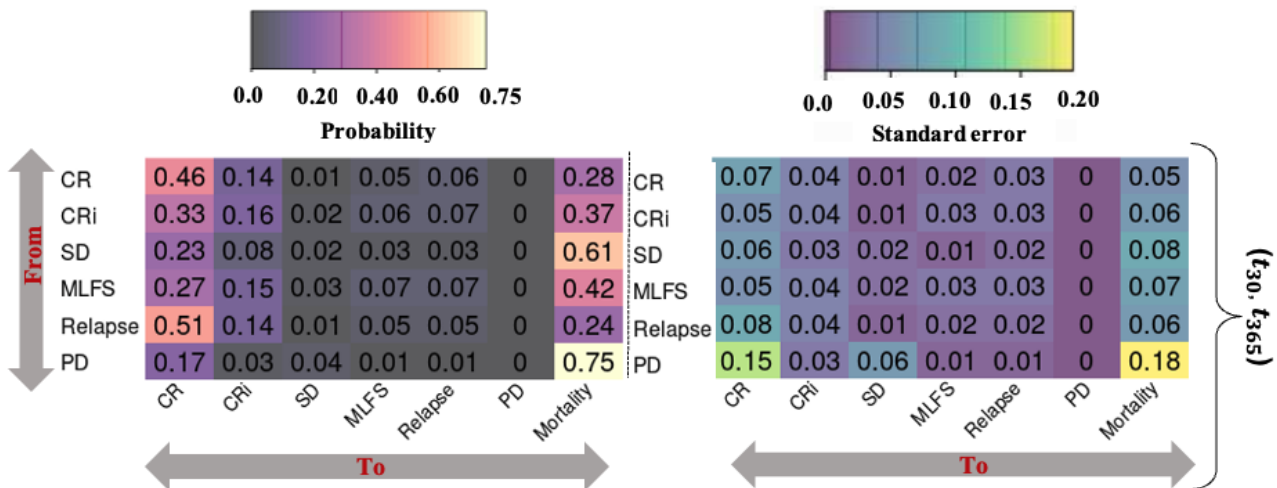 0.0 0.20 0.40 0.60 0.75
Probability
0.0 0.05 0.10 0.15 0.20
Standard error
From
CR 0.46 0.14 0.01 0.05 0.06 0 0.28
CRi 0.33 0.16 0.02 0.06 0.07 0 0.37
SD 0.23 0.08 0.02 0.03 0.03 0 0.61
MLFS 0.27 0.15 0.03 0.07 0.07 0 0.42
Relapse 0.51 0.14 0.01 0.05 0.05 0 0.24
PD 0.17 0.03 0.04 0.01 0.01 0 0.75
CR CRi SD MLFS Relapse PD Mortality
To
CR 0.07 0.04 0.01 0.02 0.03 0 0.05
CRi 0.05 0.04 0.01 0.03 0.03 0 0.06
SD 0.06 0.03 0.02 0.01 0.02 0 0.08
MLFS 0.05 0.04 0.02 0.03 0.03 0 0.07
Relapse 0.08 0.04 0.01 0.02 0.02 0 0.06
PD 0.15 0.03 0.06 0.01 0.01 0 0.18
CR CRi SD MLFS Relapse PD Mortality
To
(t30, t365)